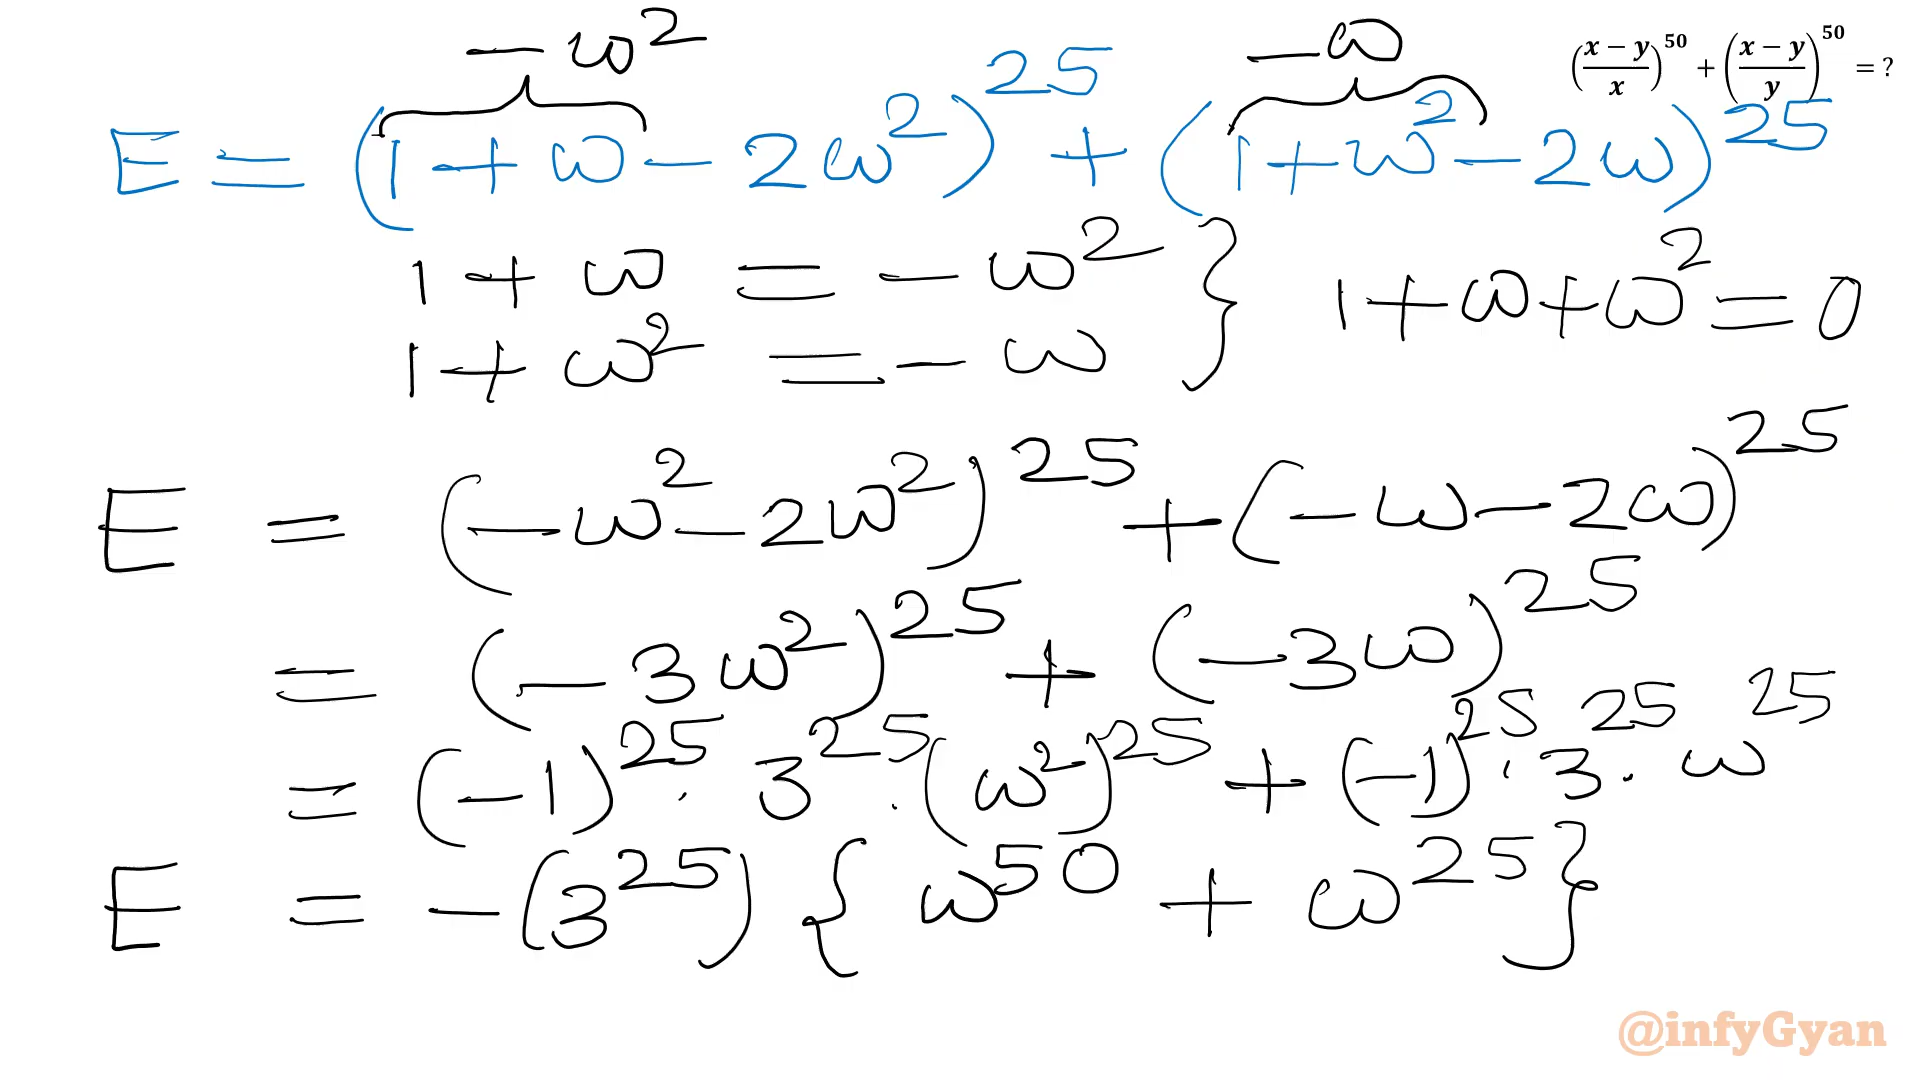 (x − y / x)^50 + (x − y / y)^50 = ?
−ω² −ω
E = (1 + ω − 2ω²)^25 + (1 + ω² − 2ω)^25
1 + ω = −ω² } 1 + ω + ω² = 0
1 + ω² = −ω
E = (−ω² − 2ω²)^25 + (−ω − 2ω)^25
= (−3ω²)^25 + (−3ω)^25
= (−1)^25 · 3^25 · (ω²)^25 + (−1)^25 · 3^25 · ω^25
E = −(3^25) { ω^50 + ω^25 }
@infyGyan